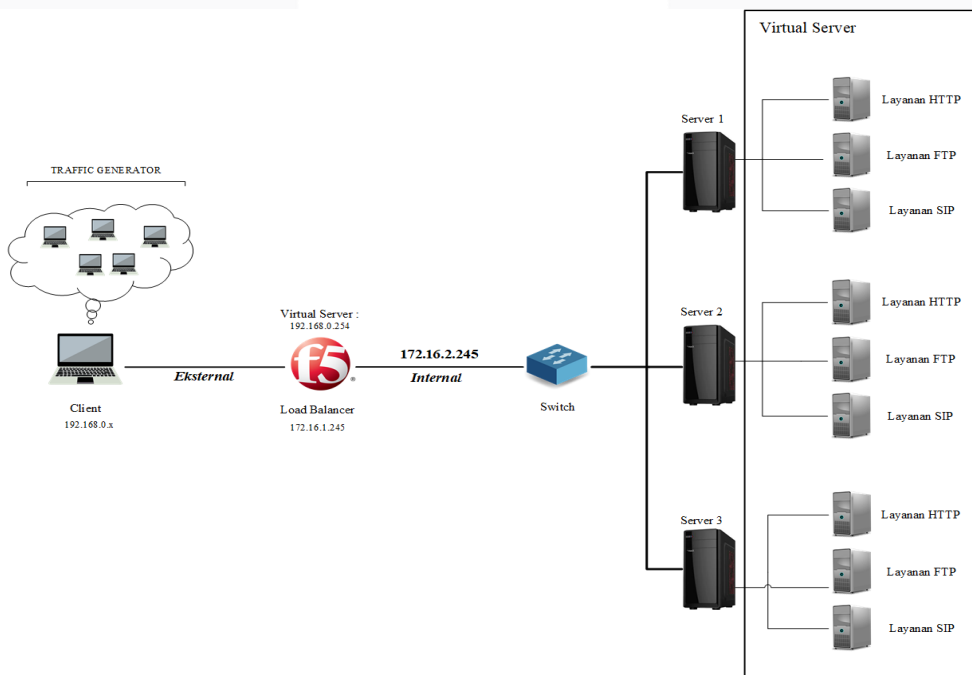 Virtual Server
TRAFFIC GENERATOR
Client
192.168.0.x
Eksternal
Virtual Server :
192.168.0.254
f5
®
Load Balancer
172.16.1.245
172.16.2.245
Internal
Switch
Server 1
Layanan HTTP
Layanan FTP
Layanan SIP
Server 2
Layanan HTTP
Layanan FTP
Layanan SIP
Server 3
Layanan HTTP
Layanan FTP
Layanan SIP